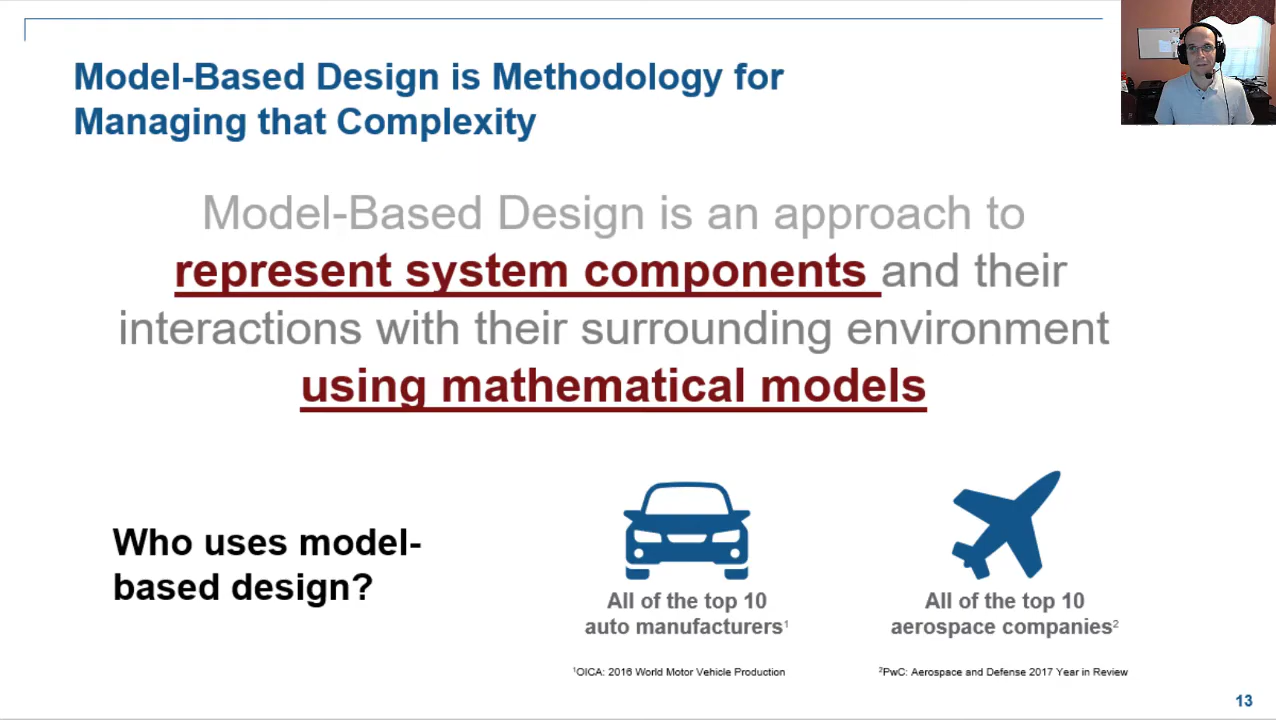 Model-Based Design is Methodology for
Managing that Complexity
Model-Based Design is an approach to
represent system components and their
interactions with their surrounding environment
using mathematical models
Who uses model-
based design?
All of the top 10
auto manufacturers¹
¹OICA: 2016 World Motor Vehicle Production
All of the top 10
aerospace companies²
²PwC: Aerospace and Defense 2017 Year in Review
13